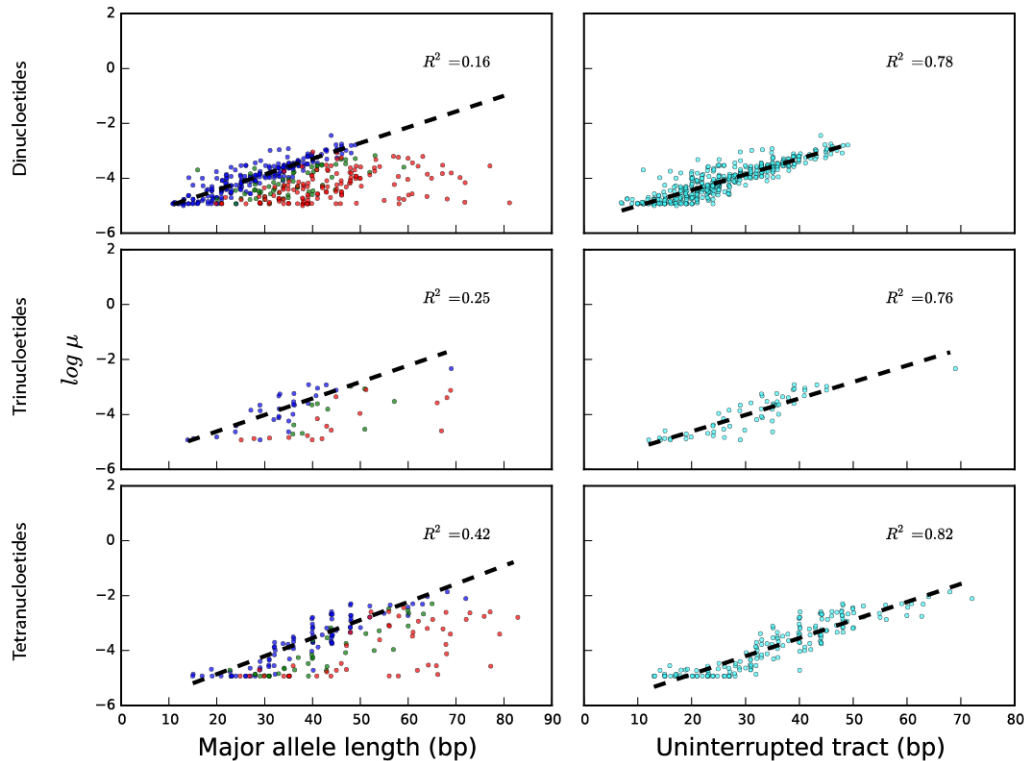 2
0
−2
−4
−6
Dinucloetides
R² =0.16
R² =0.78
2
0
−2
−4
−6
Trinucloetides
log μ
R² =0.25
R² =0.76
2
0
−2
−4
−6
Tetranucloetides
R² =0.42
R² =0.82
0 10 20 30 40 50 60 70 80 90
0 10 20 30 40 50 60 70 80
Major allele length (bp)
Uninterrupted tract (bp)